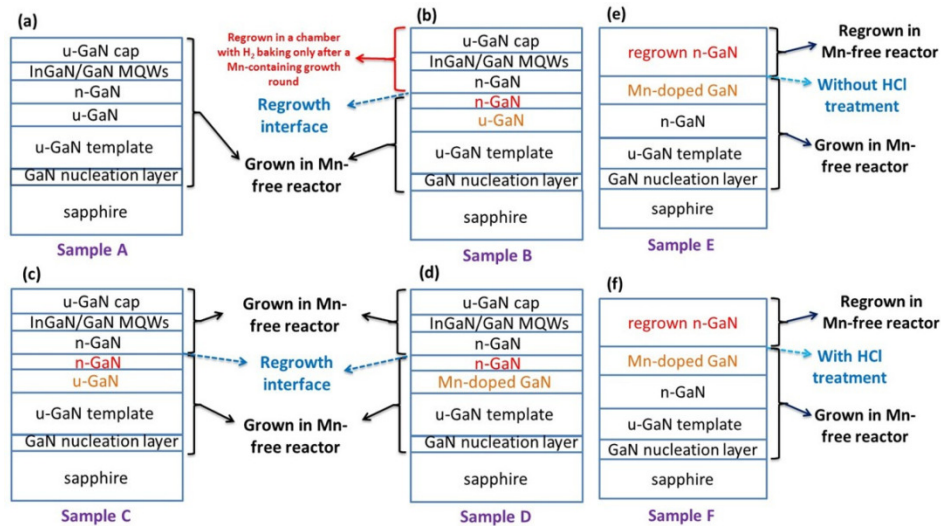 (a)
u-GaN cap
InGaN/GaN MQWs
n-GaN
u-GaN
u-GaN template
GaN nucleation layer
sapphire
Grown in Mn-
free reactor
Sample A
(b)
Regrown in a chamber
with H2 baking only after a
Mn-containing growth
round
Regrowth
interface
u-GaN cap
InGaN/GaN MQWs
n-GaN
n-GaN
u-GaN
u-GaN template
GaN nucleation layer
sapphire
Sample B
(e)
regrown n-GaN
Mn-doped GaN
n-GaN
u-GaN template
GaN nucleation layer
sapphire
Regrown in
Mn-free reactor
Without HCl
treatment
Grown in Mn-
free reactor
Sample E
(c)
u-GaN cap
InGaN/GaN MQWs
n-GaN
n-GaN
u-GaN
u-GaN template
GaN nucleation layer
sapphire
Grown in Mn-
free reactor
Regrowth
interface
Grown in Mn-
free reactor
Sample C
(d)
u-GaN cap
InGaN/GaN MQWs
n-GaN
n-GaN
Mn-doped GaN
u-GaN template
GaN nucleation layer
sapphire
Sample D
(f)
regrown n-GaN
Mn-doped GaN
n-GaN
u-GaN template
GaN nucleation layer
sapphire
Regrown in
Mn-free reactor
With HCl
treatment
Grown in Mn-
free reactor
Sample F